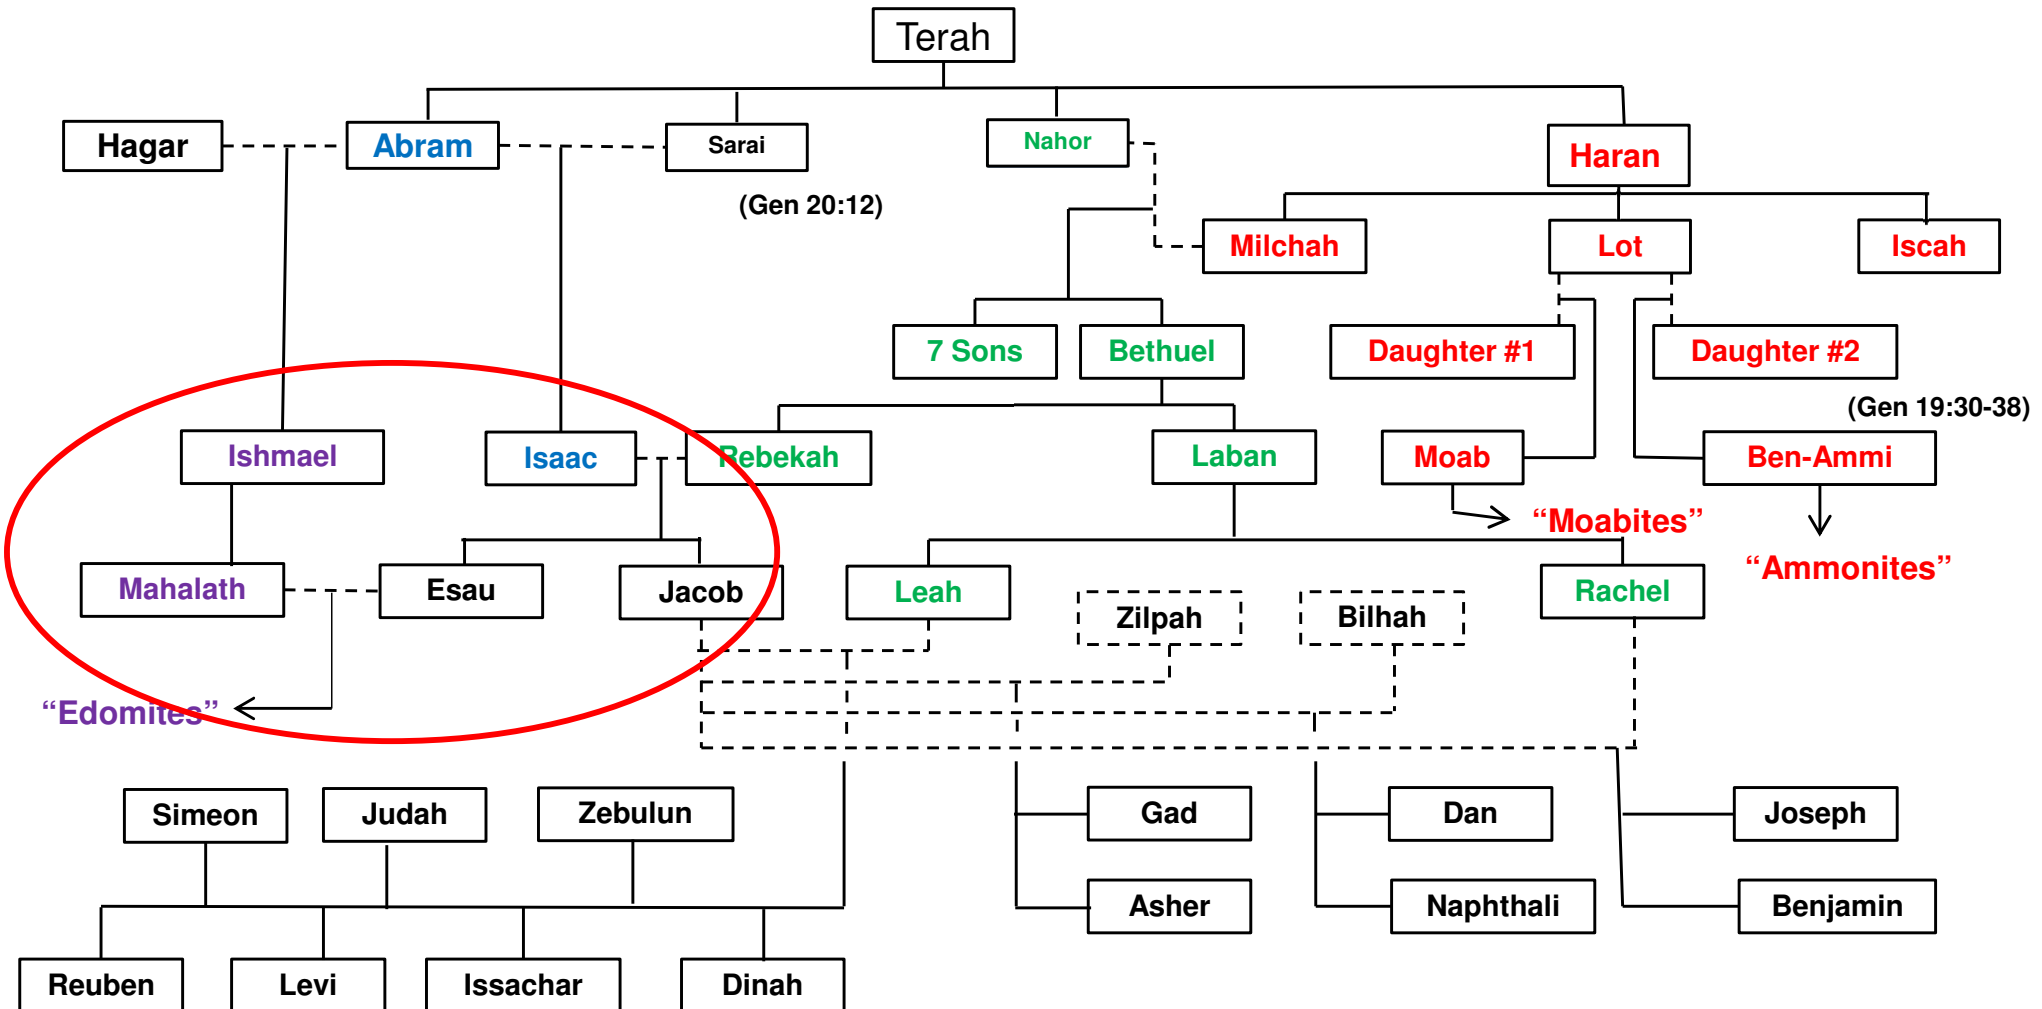 Terah
Hagar
Abram
Sarai
Nahor
Haran
(Gen 20:12)
Milchah
Lot
Iscah
7 Sons
Bethuel
Daughter #1
Daughter #2
(Gen 19:30-38)
Ishmael
Isaac
Rebekah
Laban
Moab
Ben-Ammi
“Moabites”
“Ammonites”
Mahalath
Esau
Jacob
Leah
Zilpah
Bilhah
Rachel
“Edomites”
Simeon
Judah
Zebulun
Gad
Dan
Joseph
Asher
Naphthali
Benjamin
Reuben
Levi
Issachar
Dinah